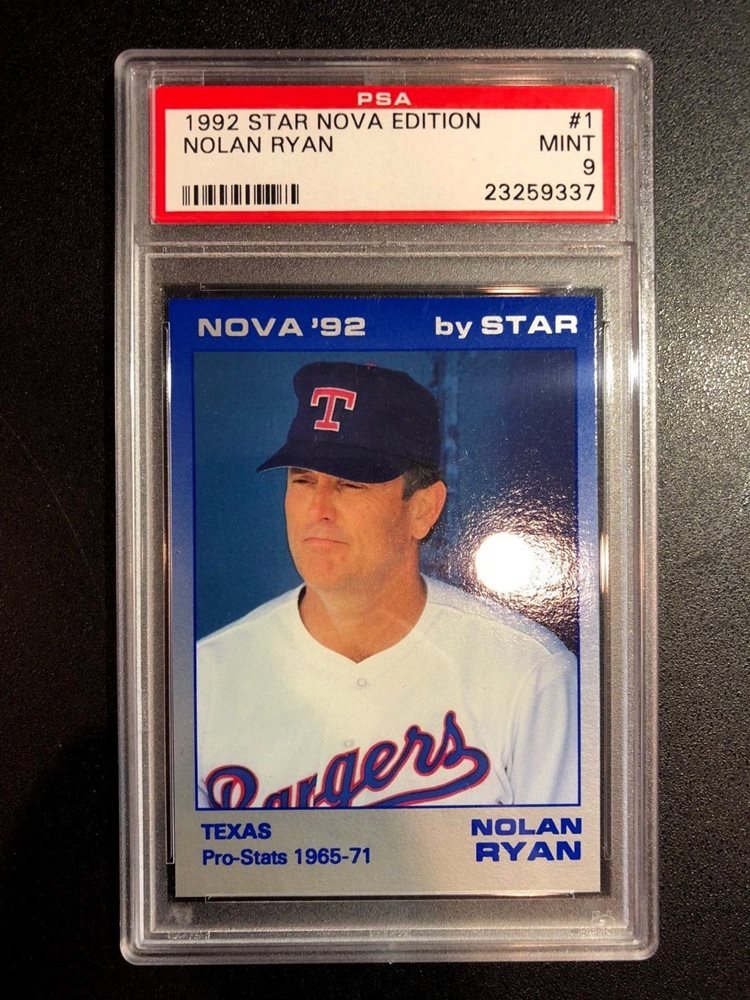 PSA
1992 STAR NOVA EDITION #1
NOLAN RYAN MINT
9
23259337
NOVA '92 by STAR
T
Rangers
TEXAS NOLAN
Pro-Stats 1965-71 RYAN